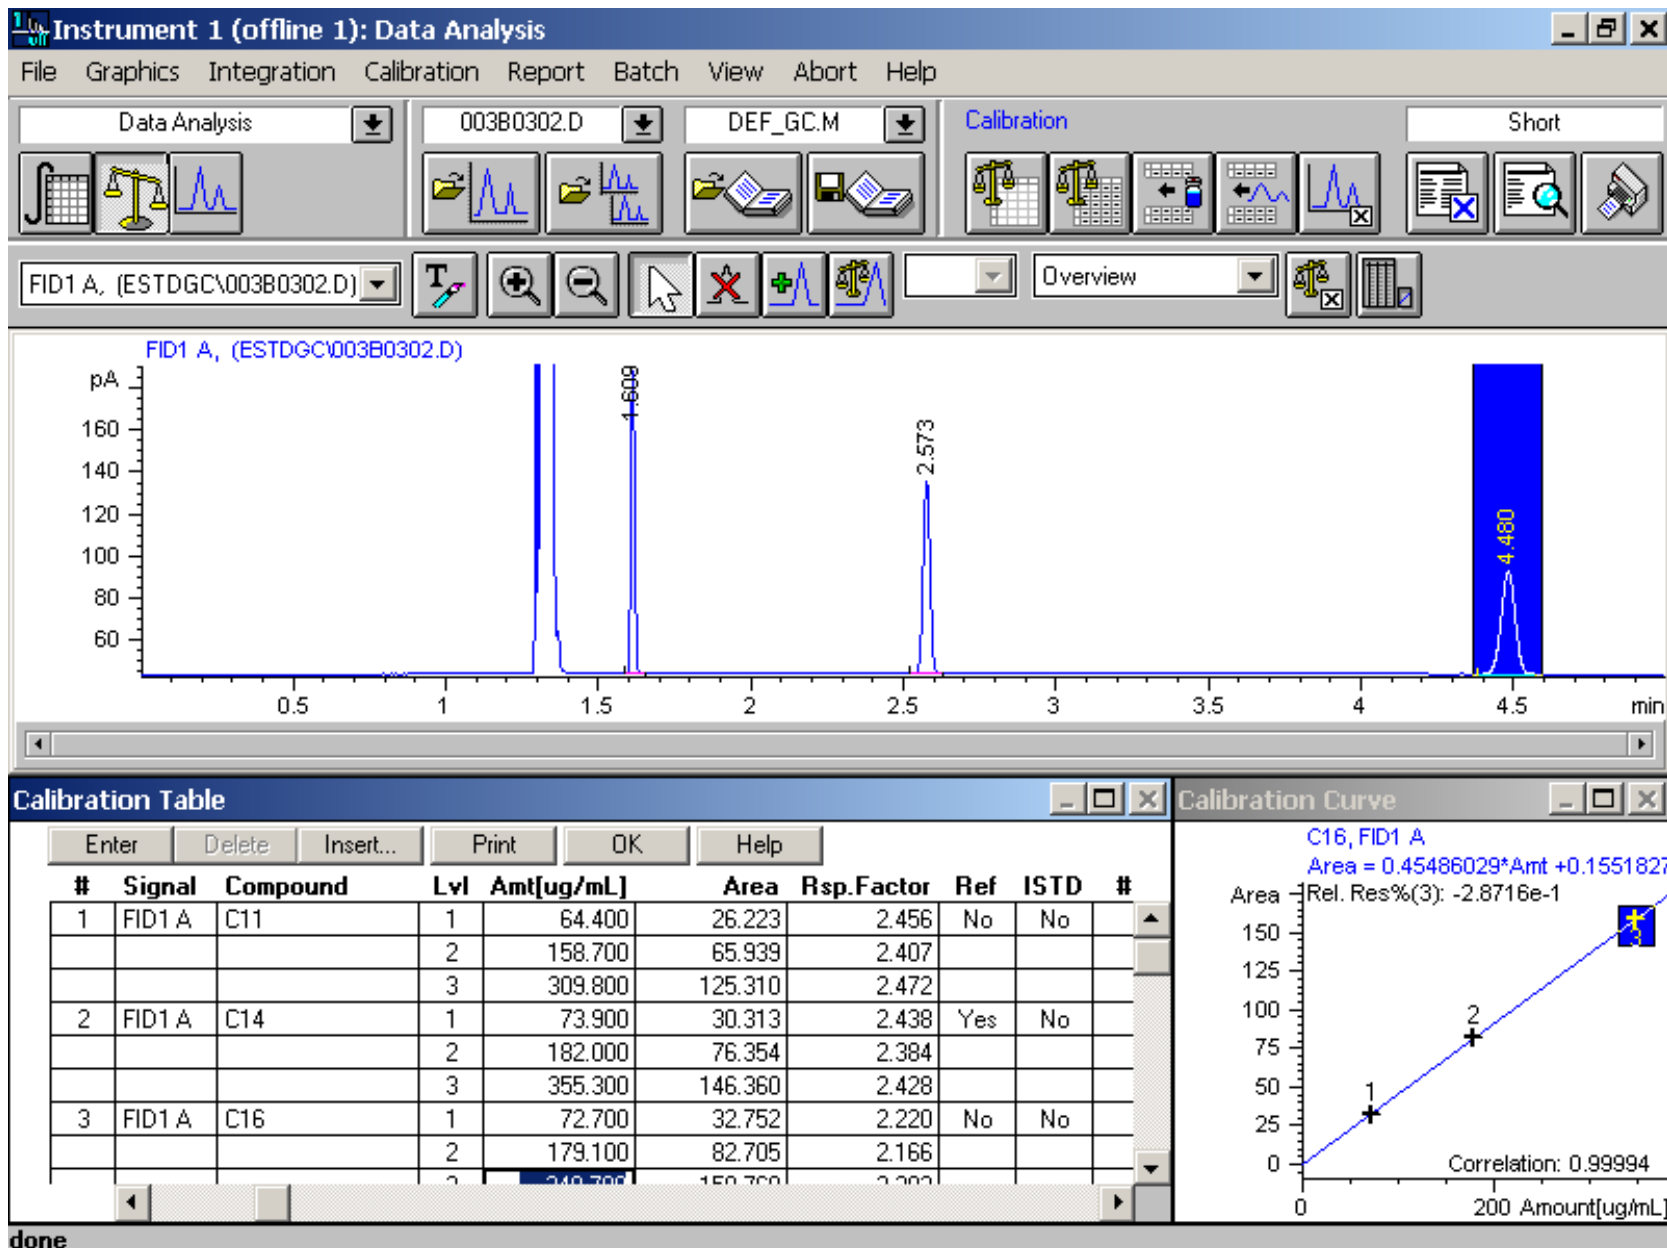 Instrument 1 (offline 1): Data Analysis
File Graphics Integration Calibration Report Batch View Abort Help
Data Analysis 003B0302.D DEF_GC.M Calibration Short
FID1 A, (ESTDGC\003B0302.D) Overview
FID1 A, (ESTDGC\003B0302.D)
pA
160
140
120
100
80
60
1.609
2.573
4.480
0.5 1 1.5 2 2.5 3 3.5 4 4.5 min
Calibration Table
Enter Delete Insert... Print OK Help
# Signal Compound Lvl Amt[ug/mL] Area Rsp.Factor Ref ISTD #
1 FID1 A C11 1 64.400 26.223 2.456 No No
2 158.700 65.939 2.407
3 309.800 125.310 2.472
2 FID1 A C14 1 73.900 30.313 2.438 Yes No
2 182.000 76.354 2.384
3 355.300 146.360 2.428
3 FID1 A C16 1 72.700 32.752 2.220 No No
2 179.100 82.705 2.166
Calibration Curve
C16, FID1 A
Area = 0.45486029*Amt +0.1551827
Area Rel. Res%(3): -2.8716e-1
150
125
100
75
50
25
0
1
2
3
Correlation: 0.99994
0 200 Amount[ug/mL]
done